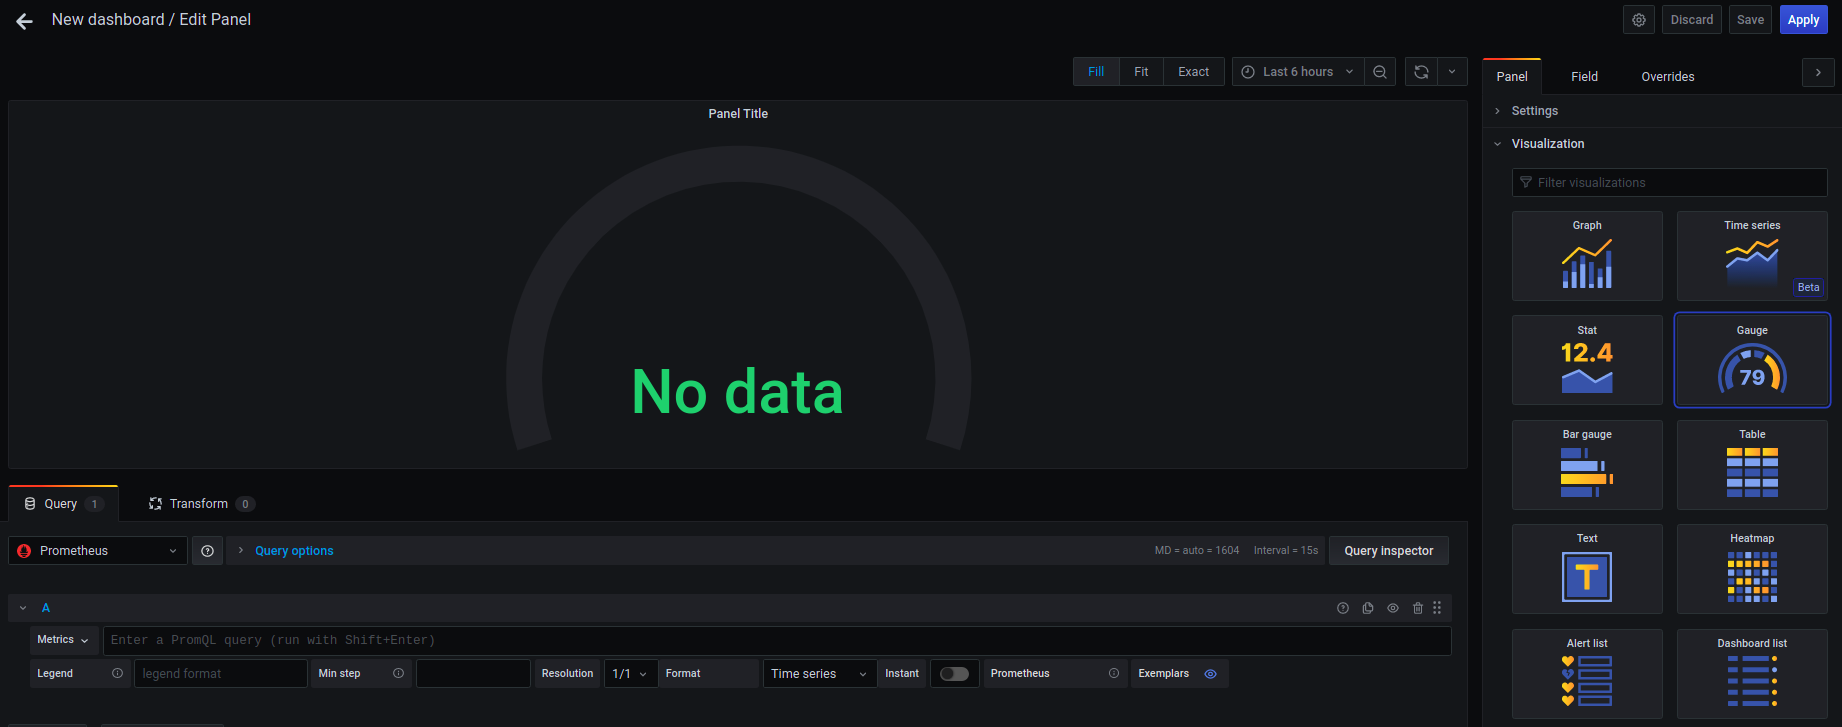 New dashboard / Edit Panel
Discard
Save
Apply
Fill
Fit
Exact
Last 6 hours
Panel Title
No data
Query 1
Transform 0
Prometheus
Query options
MD = auto = 1604
Interval = 15s
Query inspector
A
Metrics
Enter a PromQL query (run with Shift+Enter)
Legend
legend format
Min step
Resolution
1/1
Format
Time series
Instant
Prometheus
Exemplars
Panel
Field
Overrides
Settings
Visualization
Filter visualizations
Graph
Time series
Beta
Stat
12.4
Gauge
79
Bar gauge
Table
Text
T
Heatmap
Alert list
Dashboard list